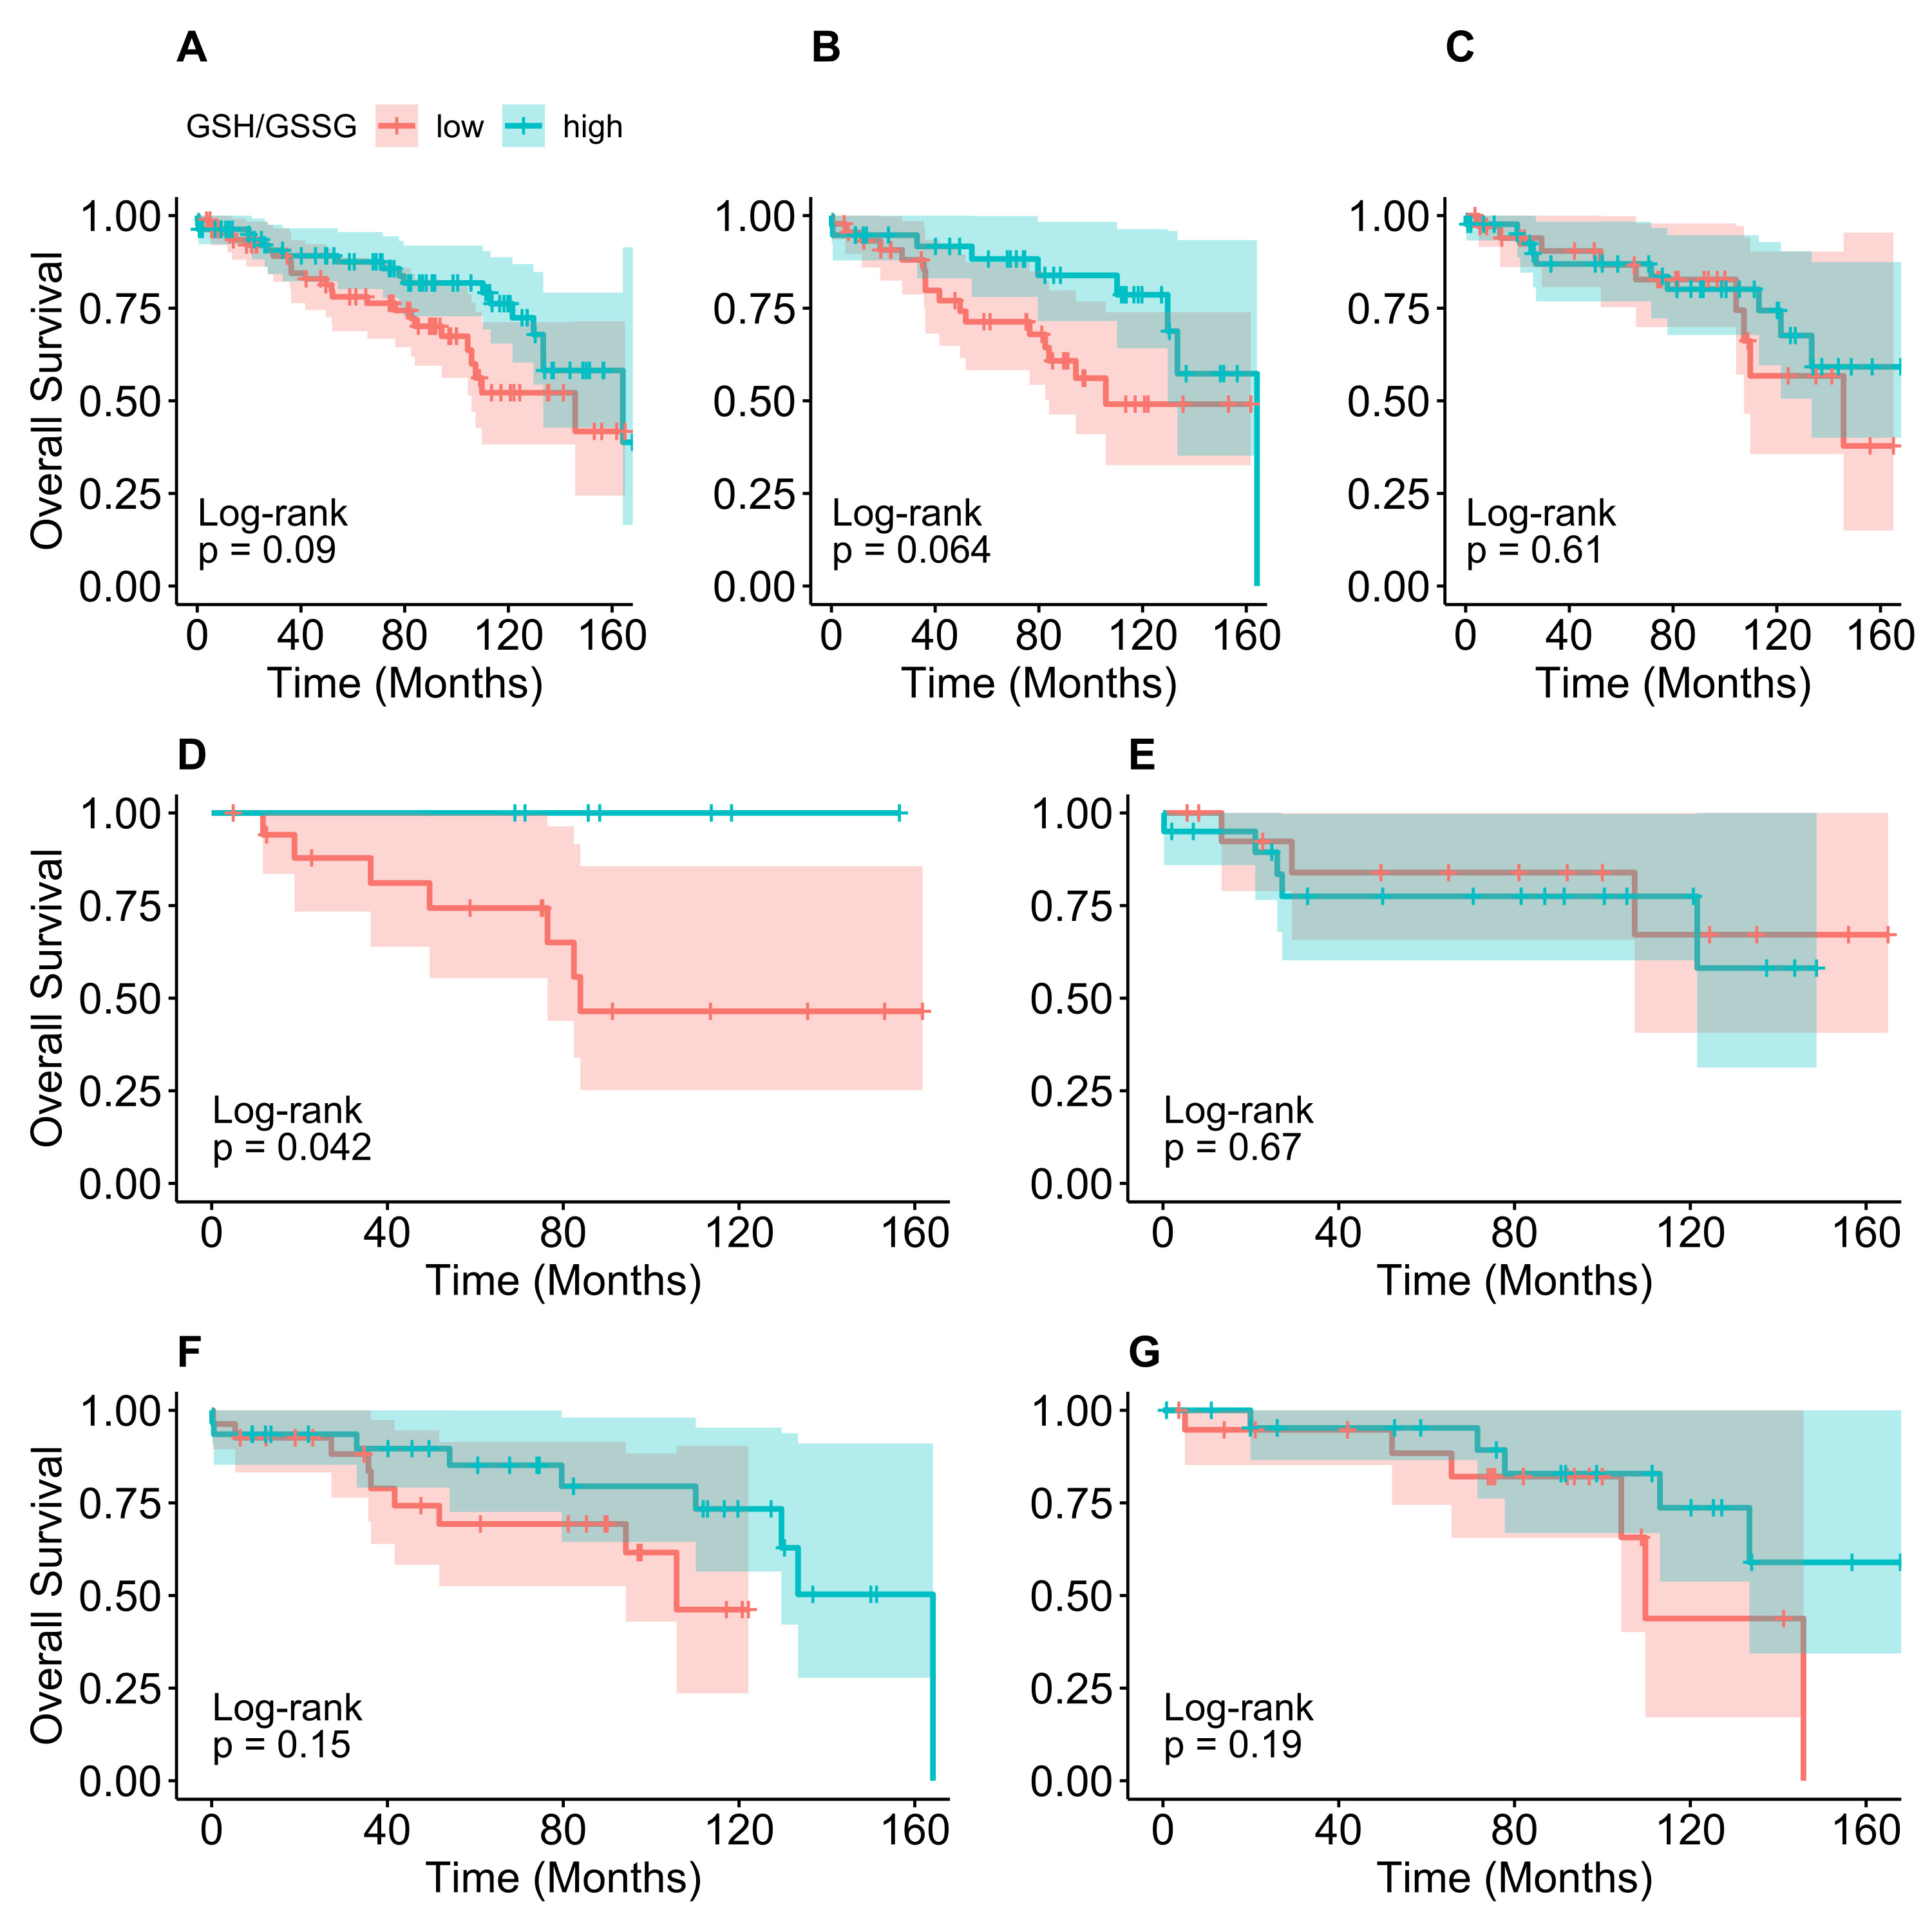 A
B
C
GSH/GSSG low high
1.00
0.75
0.50
0.25
0.00
Overall Survival
Log-rank
p = 0.09
0 40 80 120 160
Time (Months)
1.00
0.75
0.50
0.25
0.00
Log-rank
p = 0.064
0 40 80 120 160
Time (Months)
1.00
0.75
0.50
0.25
0.00
Log-rank
p = 0.61
0 40 80 120 160
Time (Months)
D
1.00
0.75
0.50
0.25
0.00
Overall Survival
Log-rank
p = 0.042
0 40 80 120 160
Time (Months)
E
1.00
0.75
0.50
0.25
0.00
Log-rank
p = 0.67
0 40 80 120 160
Time (Months)
F
1.00
0.75
0.50
0.25
0.00
Overall Survival
Log-rank
p = 0.15
0 40 80 120 160
Time (Months)
G
1.00
0.75
0.50
0.25
0.00
Log-rank
p = 0.19
0 40 80 120 160
Time (Months)